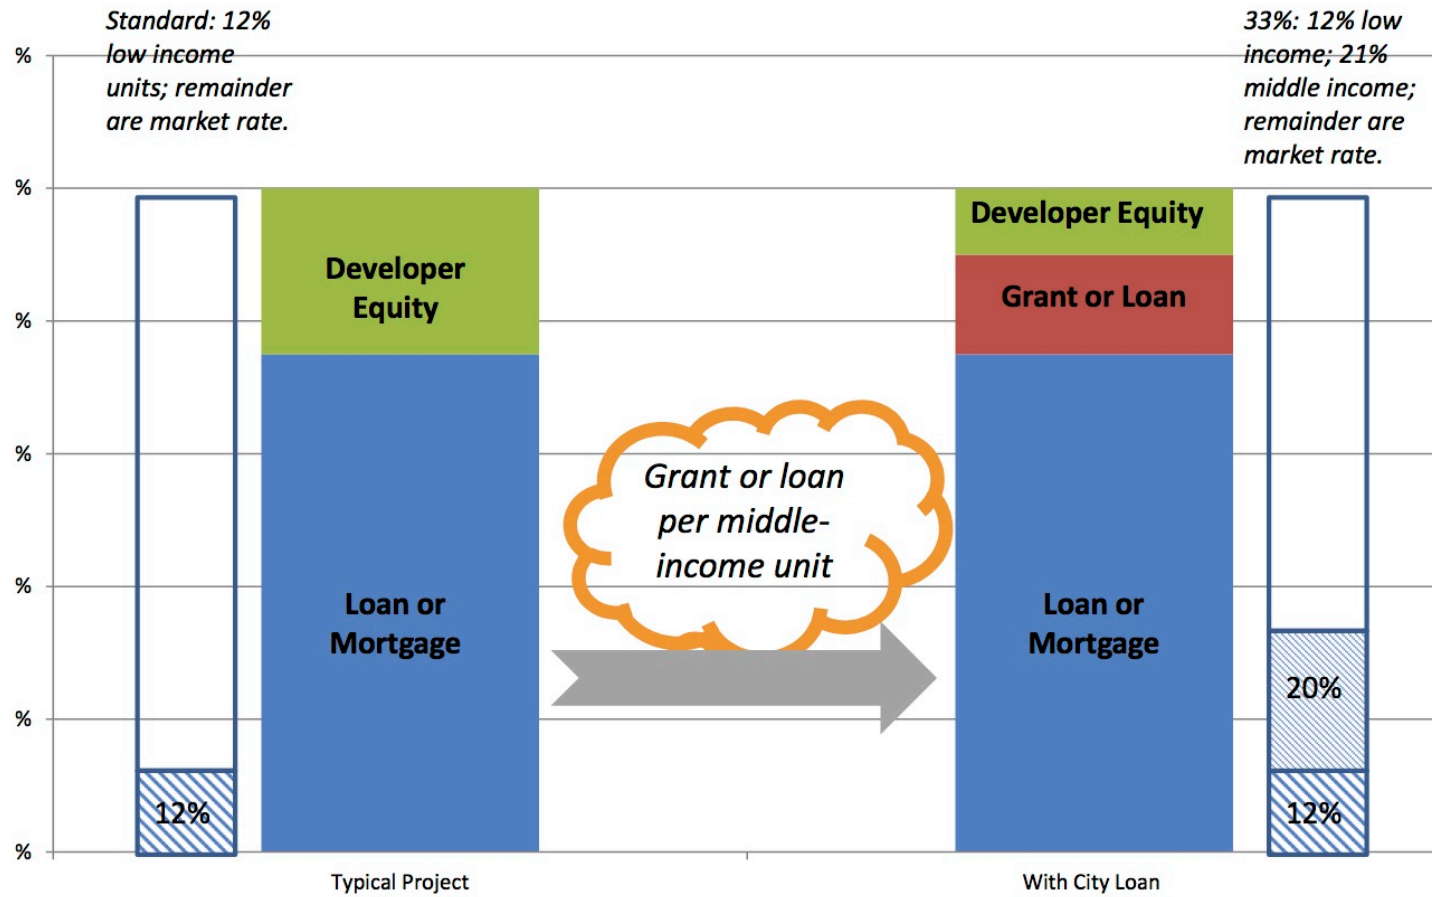 Standard: 12%
low income
units; remainder
are market rate.
33%: 12% low
income; 21%
middle income;
remainder are
market rate.
%
%
%
%
%
%
%
Developer
Equity
Loan or
Mortgage
12%
Grant or loan
per middle-
income unit
Developer Equity
Grant or Loan
Loan or
Mortgage
20%
12%
Typical Project
With City Loan